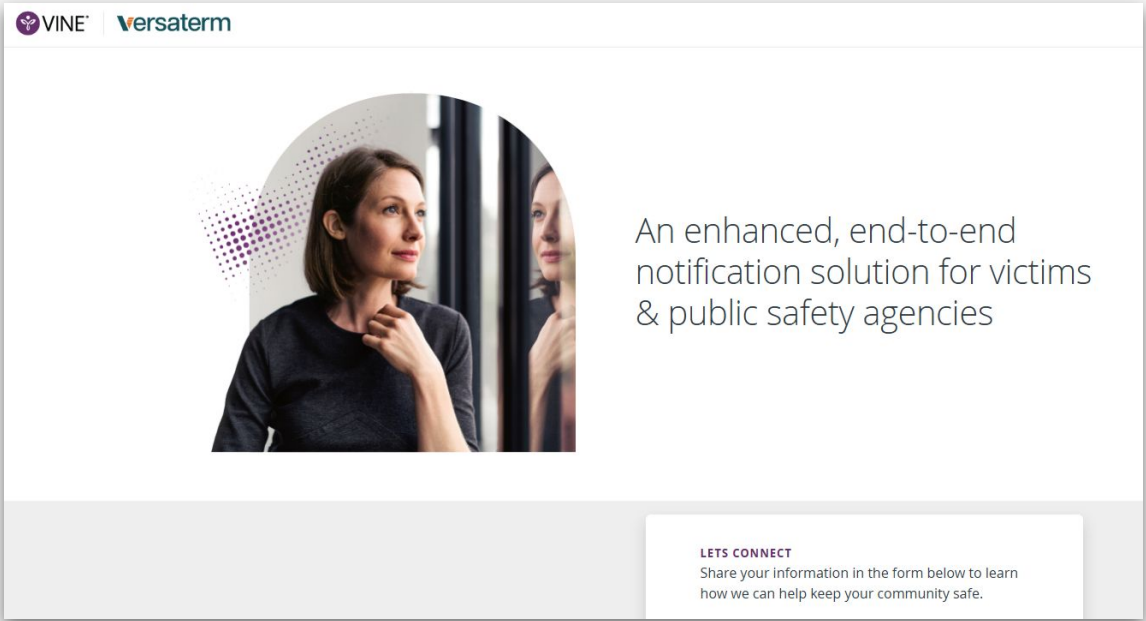 VINE®
Versaterm
An enhanced, end-to-end
notification solution for victims
& public safety agencies
LETS CONNECT
Share your information in the form below to learn
how we can help keep your community safe.